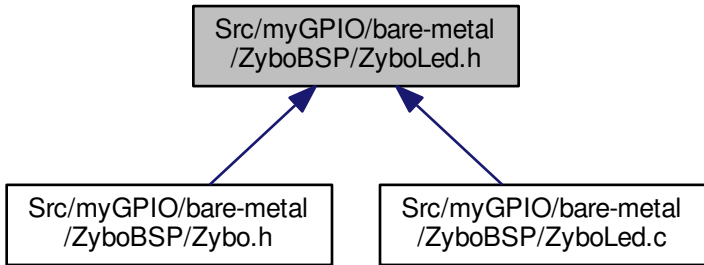 Src/myGPIO/bare-metal
/ZyboBSP/ZyboLed.h
Src/myGPIO/bare-metal
/ZyboBSP/Zybo.h
Src/myGPIO/bare-metal
/ZyboBSP/ZyboLed.c